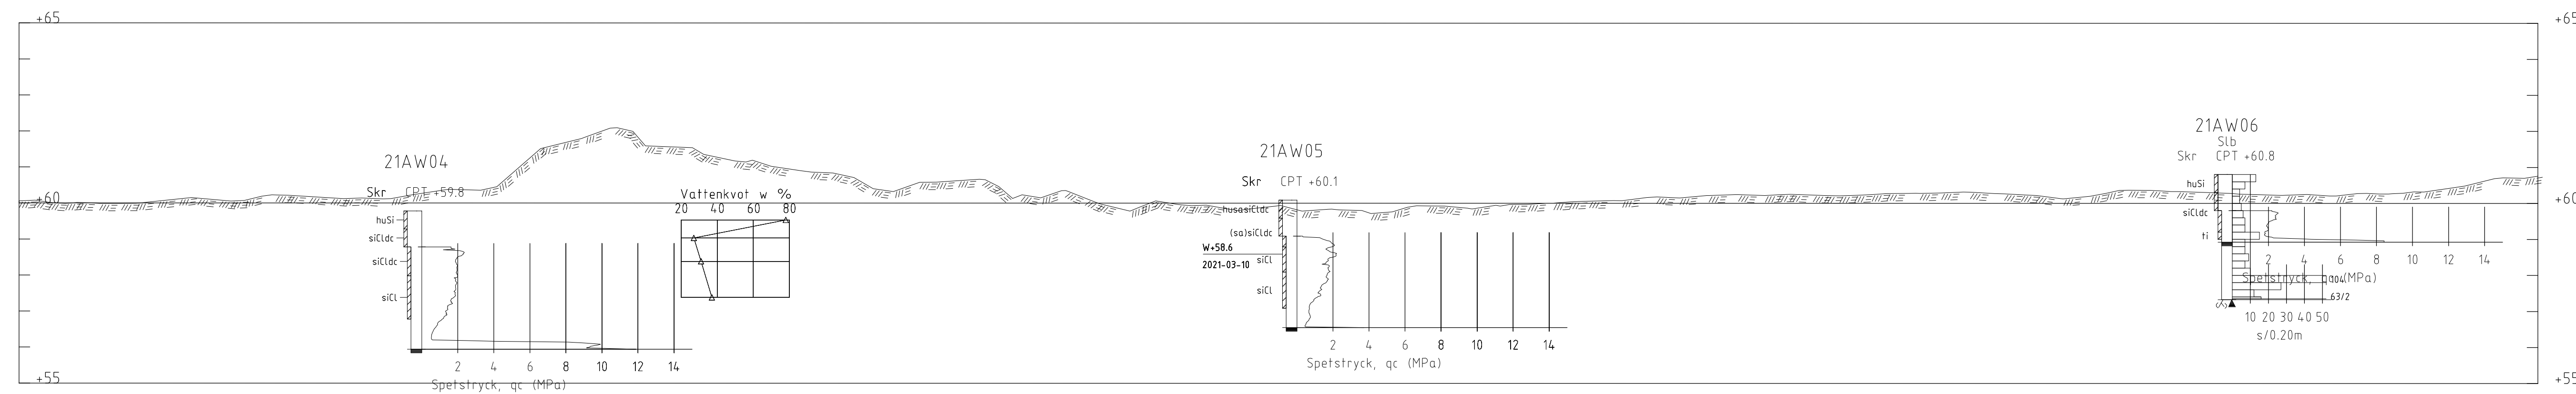 +65
+65
21AW06
Slb
Skr CPT +60.8
21AW05
21AW04
Skr CPT +60.1
Skr CPT +59.8
Vattenkvot w %
20 40 60 80
+60
+60
huSi
siCldc
siCldc
siCl
husasiCldc
(sa)siCldc
W+58.6
2021-03-10
siCl
siCl
huSi
siCldc
ti
2 4 6 8 10 12 14
Spetstryck, qc (MPa)
104
63/2
10 20 30 40 50
s/0.20m
2 4 6 8 10 12 14
Spetstryck, qc (MPa)
2 4 6 8 10 12 14
Spetstryck, qc (MPa)
+55
+55